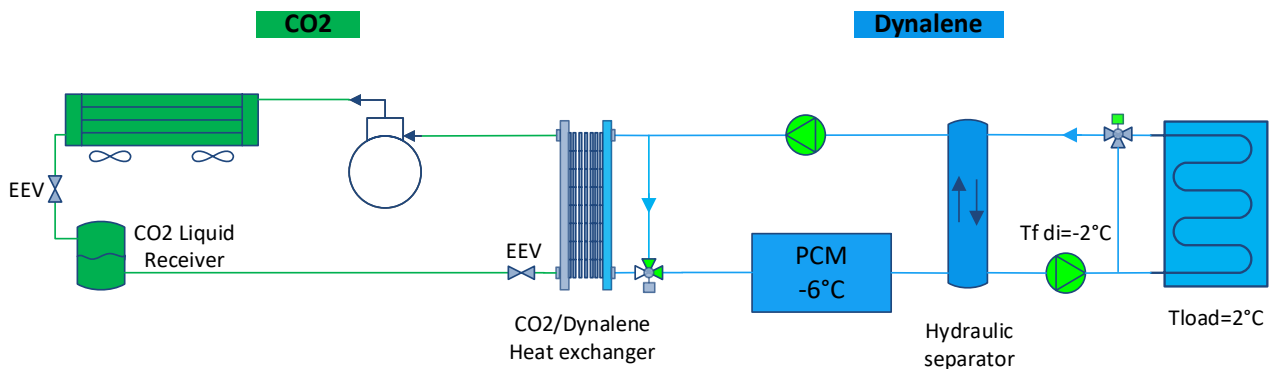 CO2
Dynalene
EEV
CO2 Liquid
Receiver
EEV
CO2/Dynalene
Heat exchanger
PCM
-6°C
Hydraulic
separator
Tf di=-2°C
Tload=2°C